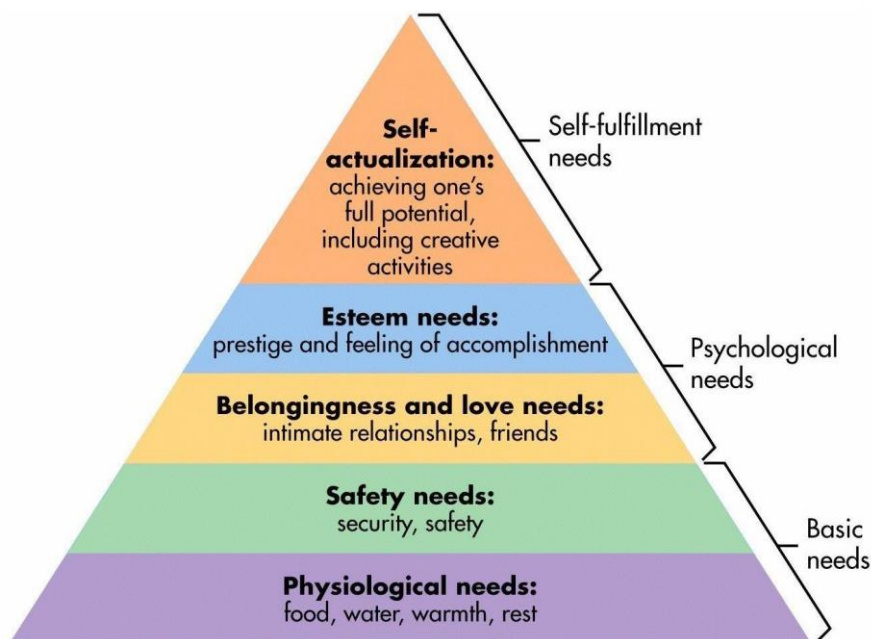 Self-
actualization:
achieving one's
full potential,
including creative
activities
Self-fulfillment
needs
Esteem needs:
prestige and feeling of accomplishment
Psychological
needs
Belongingness and love needs:
intimate relationships, friends
Safety needs:
security, safety
Basic
needs
Physiological needs:
food, water, warmth, rest